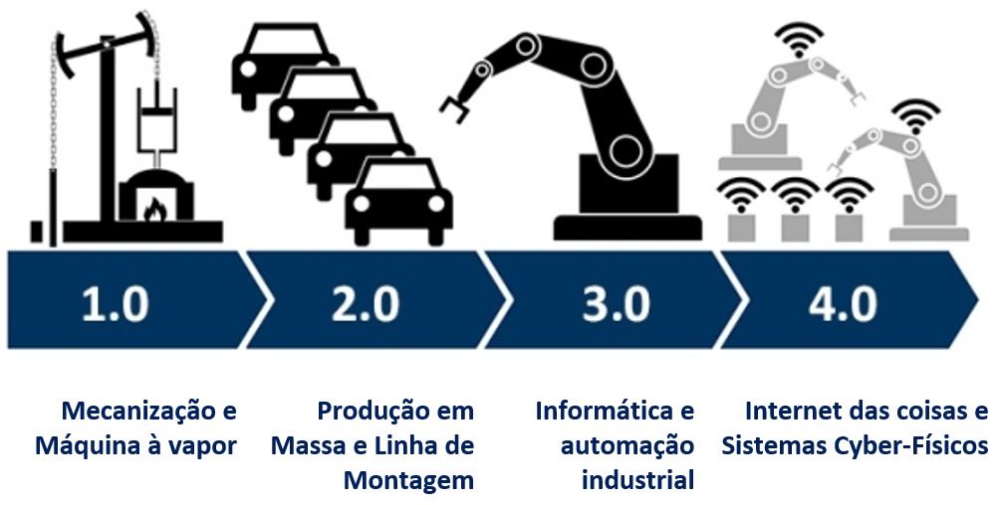 1.0
2.0
3.0
4.0
Mecanização e
Máquina à vapor
Produção em
Massa e Linha de
Montagem
Informática e
automação
industrial
Internet das coisas e
Sistemas Cyber-Físicos